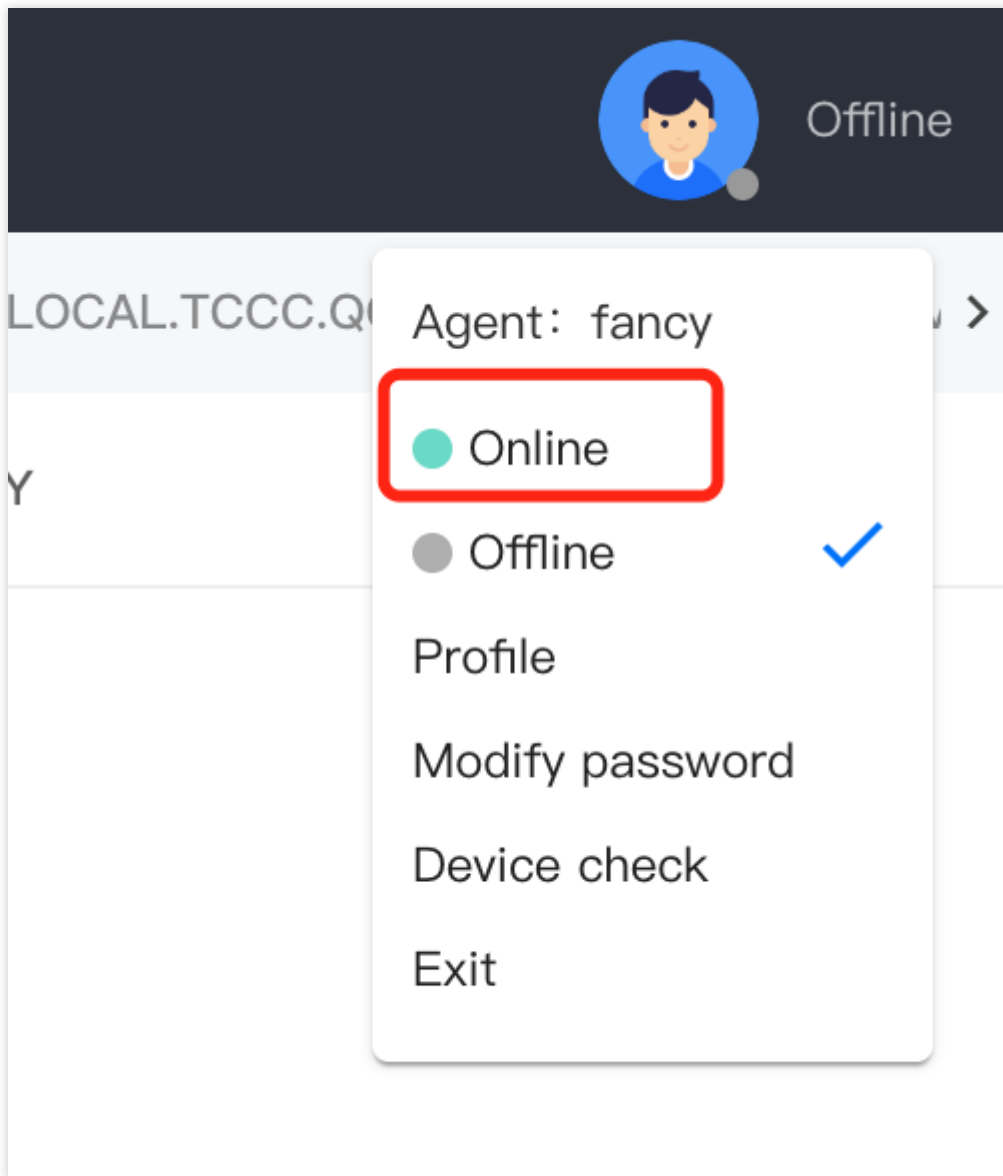 Offline
LOCAL.TCCC.Q
Agent： fancy
Online
Y
Offline
Profile
Modify password
Device check
Exit